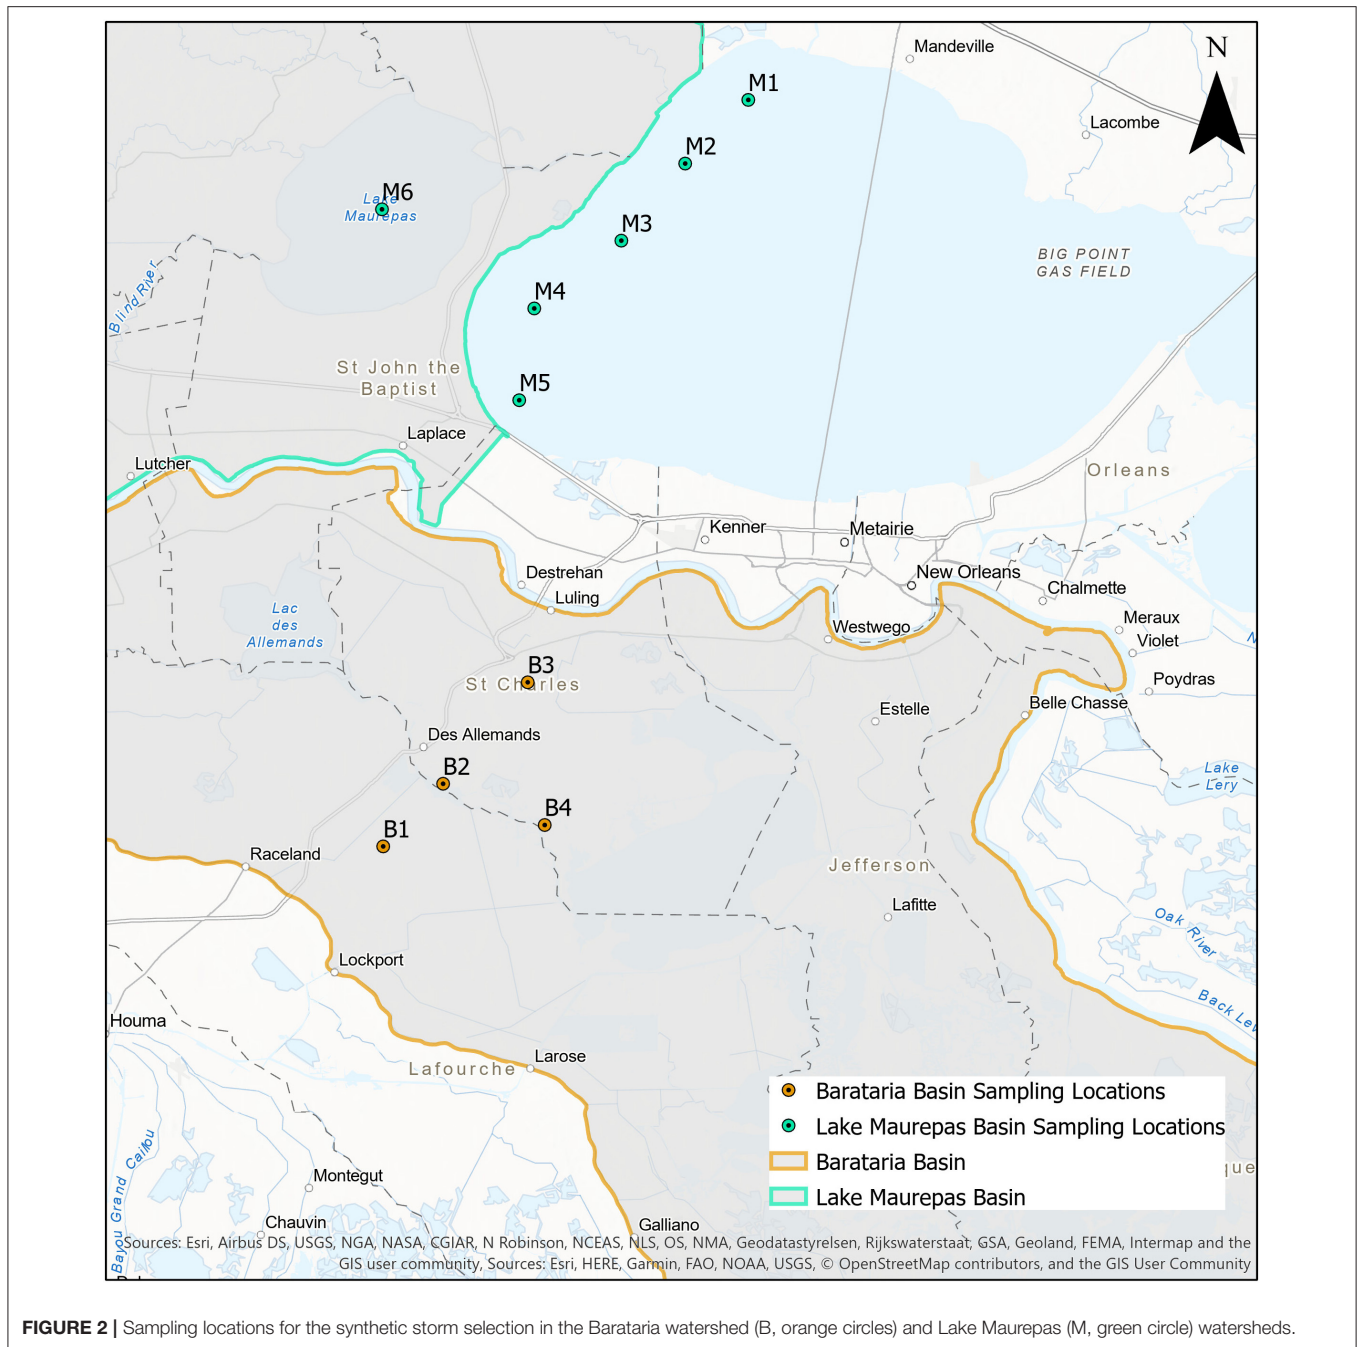 Mandeville
N
M1
Lacombe
M2
M6
Lake
Maurepas
M3
BIG POINT
GAS FIELD
Blind River
M4
St John the
Baptist
M5
Laplace
Lutcher
Orleans
Kenner
Metairie
Destrehan
New Orleans
Luling
Chalmette
Lac
des
Allemands
Meraux
Westwego
Violet
B3
St Charles
Poydras
Belle Chasse
Estelle
Des Allemands
B2
Lake
Lery
B4
B1
Raceland
Jefferson
Lafitte
Oak River
Lockport
Back Lev
Houma
Larose
Lafourche
Barataria Basin Sampling Locations
Lake Maurepas Basin Sampling Locations
Barataria Basin
Lake Maurepas Basin
que
Bayou Grand Caillou
Montegut
Chauvin
Galliano
Sources: Esri, Airbus DS, USGS, NGA, NASA, CGIAR, N Robinson, NCEAS, NLS, OS, NMA, Geodatastyrelsen, Rijkswaterstaat, GSA, Geoland, FEMA, Intermap and the
GIS user community, Sources: Esri, HERE, Garmin, FAO, NOAA, USGS, © OpenStreetMap contributors, and the GIS User Community
FIGURE 2 | Sampling locations for the synthetic storm selection in the Barataria watershed (B, orange circles) and Lake Maurepas (M, green circle) watersheds.